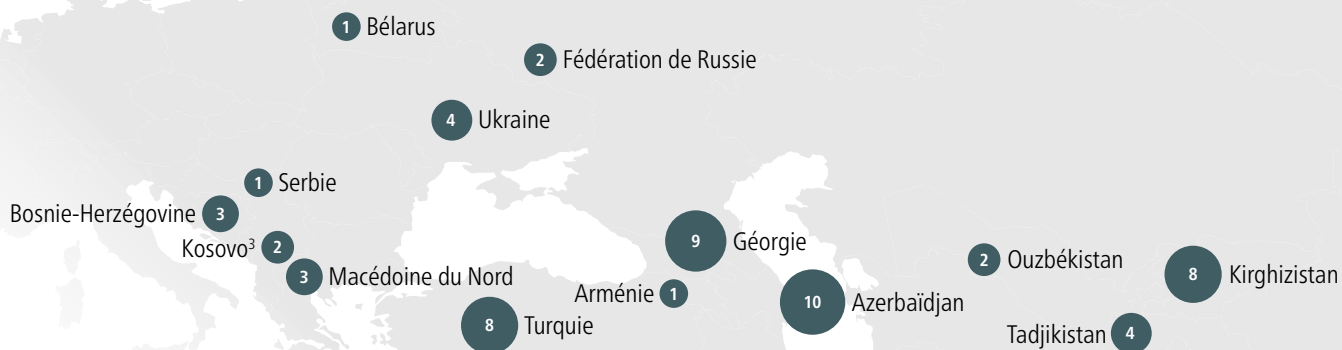 1 Bélarus
2 Fédération de Russie
4 Ukraine
1 Serbie
Bosnie-Herzégovine 3
Kosovo³ 2
9 Géorgie
3 Macédoine du Nord
Arménie 1
2 Ouzbékistan
8 Kirghizistan
10 Azerbaïdjan
8 Turquie
Tadjikistan 4